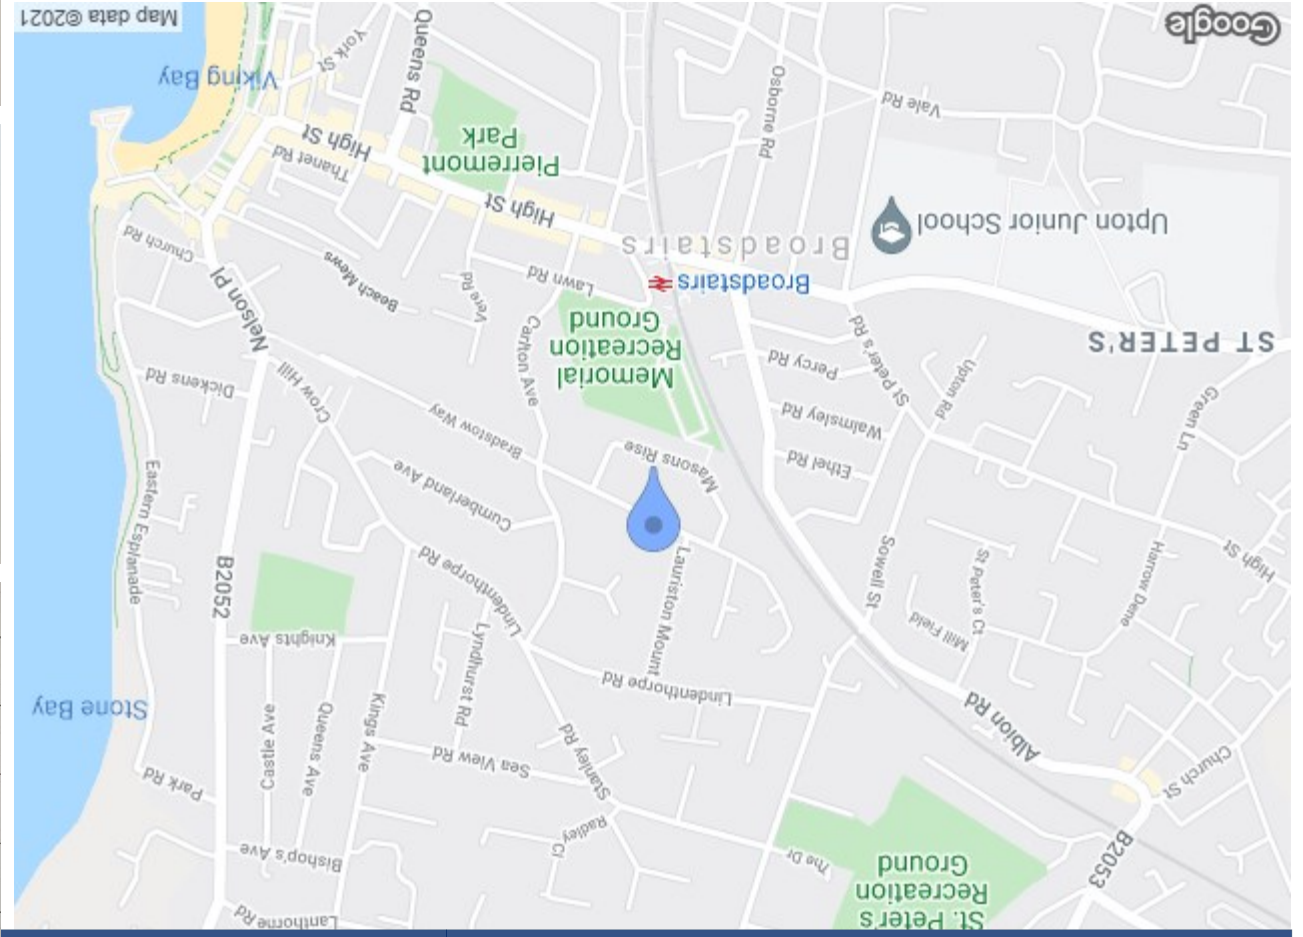 Lanthorne Rd
St. Peter's
Recreation
Ground
B2053
The Dr
Bishop's Ave
Radley Cl
Church St
Park Rd
Sea View Rd
Stanley Rd
Albion Rd
Kings Ave
Queens Ave
Castle Ave
Stone Bay
Lindenthorpe Rd
Lyndhurst Rd
Knights Ave
Mill Field
Lauriston Mount
St Peter's Ct
Harrow Dene
Sowell St
High St
Lindenthorpe Rd
B2052
Eastern Esplanade
Cumberland Ave
Masons Rise
Ethel Rd
Bradstow Way
Walmsley Rd
Green Ln
Upton Rd
St Peter's Rd
Percy Rd
Crow Hill
Dickens Rd
Memorial
Recreation
Ground
Carlton Ave
ST PETER'S
Nelson Pl
Broadstairs
Lawn Rd
Vere Rd
Beach Mews
Church Rd
Broadstairs
Upton Junior School
High St
Pierremont
Park
Thanet Rd
High St
Osborne Rd
Vale Rd
Queens Rd
York St
Viking Bay
Google
Map data ©2021